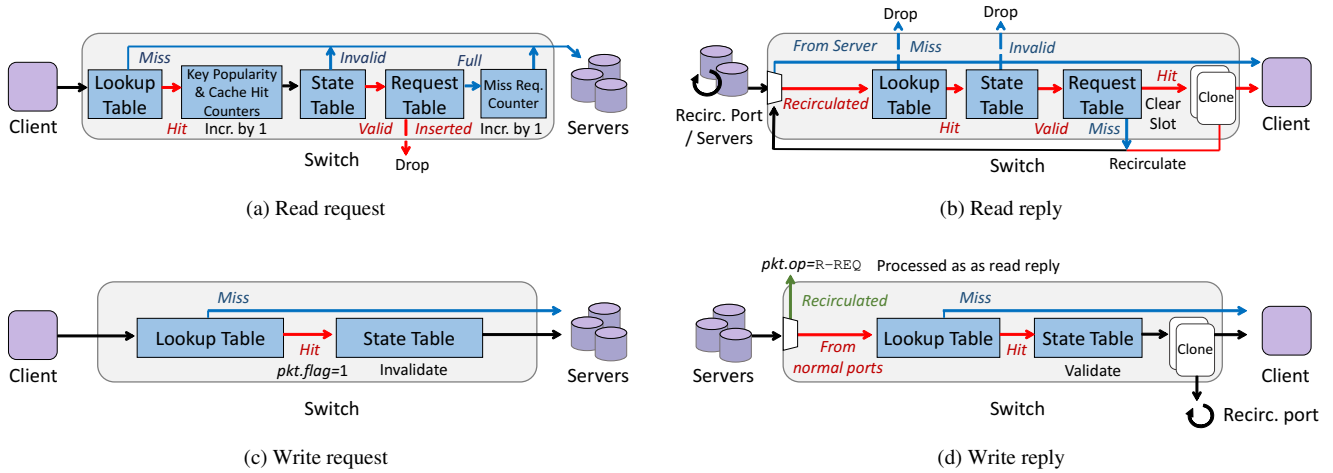 Miss
Invalid
Full
Lookup
Table
Key Popularity
& Cache Hit
Counters
State
Table
Request
Table
Miss Req.
Counter
Client
Hit
Incr. by 1
Valid
Inserted
Incr. by 1
Servers
Switch
Drop
(a) Read request
Drop
Drop
From Server
Miss
Invalid
Recirculated
Lookup
Table
State
Table
Request
Table
Hit
Clear
Slot
Clone
Recirc. Port
/ Servers
Hit
Valid
Miss
Client
Switch
Recirculate
(b) Read reply
Miss
Lookup Table
State Table
Client
Hit
pkt.flag=1
Invalidate
Servers
Switch
(c) Write request
pkt.op=R-REQ
Processed as as read reply
Recirculated
Miss
Lookup Table
State Table
Clone
Servers
From
normal ports
Hit
Validate
Client
Switch
Recirc. port
(d) Write reply